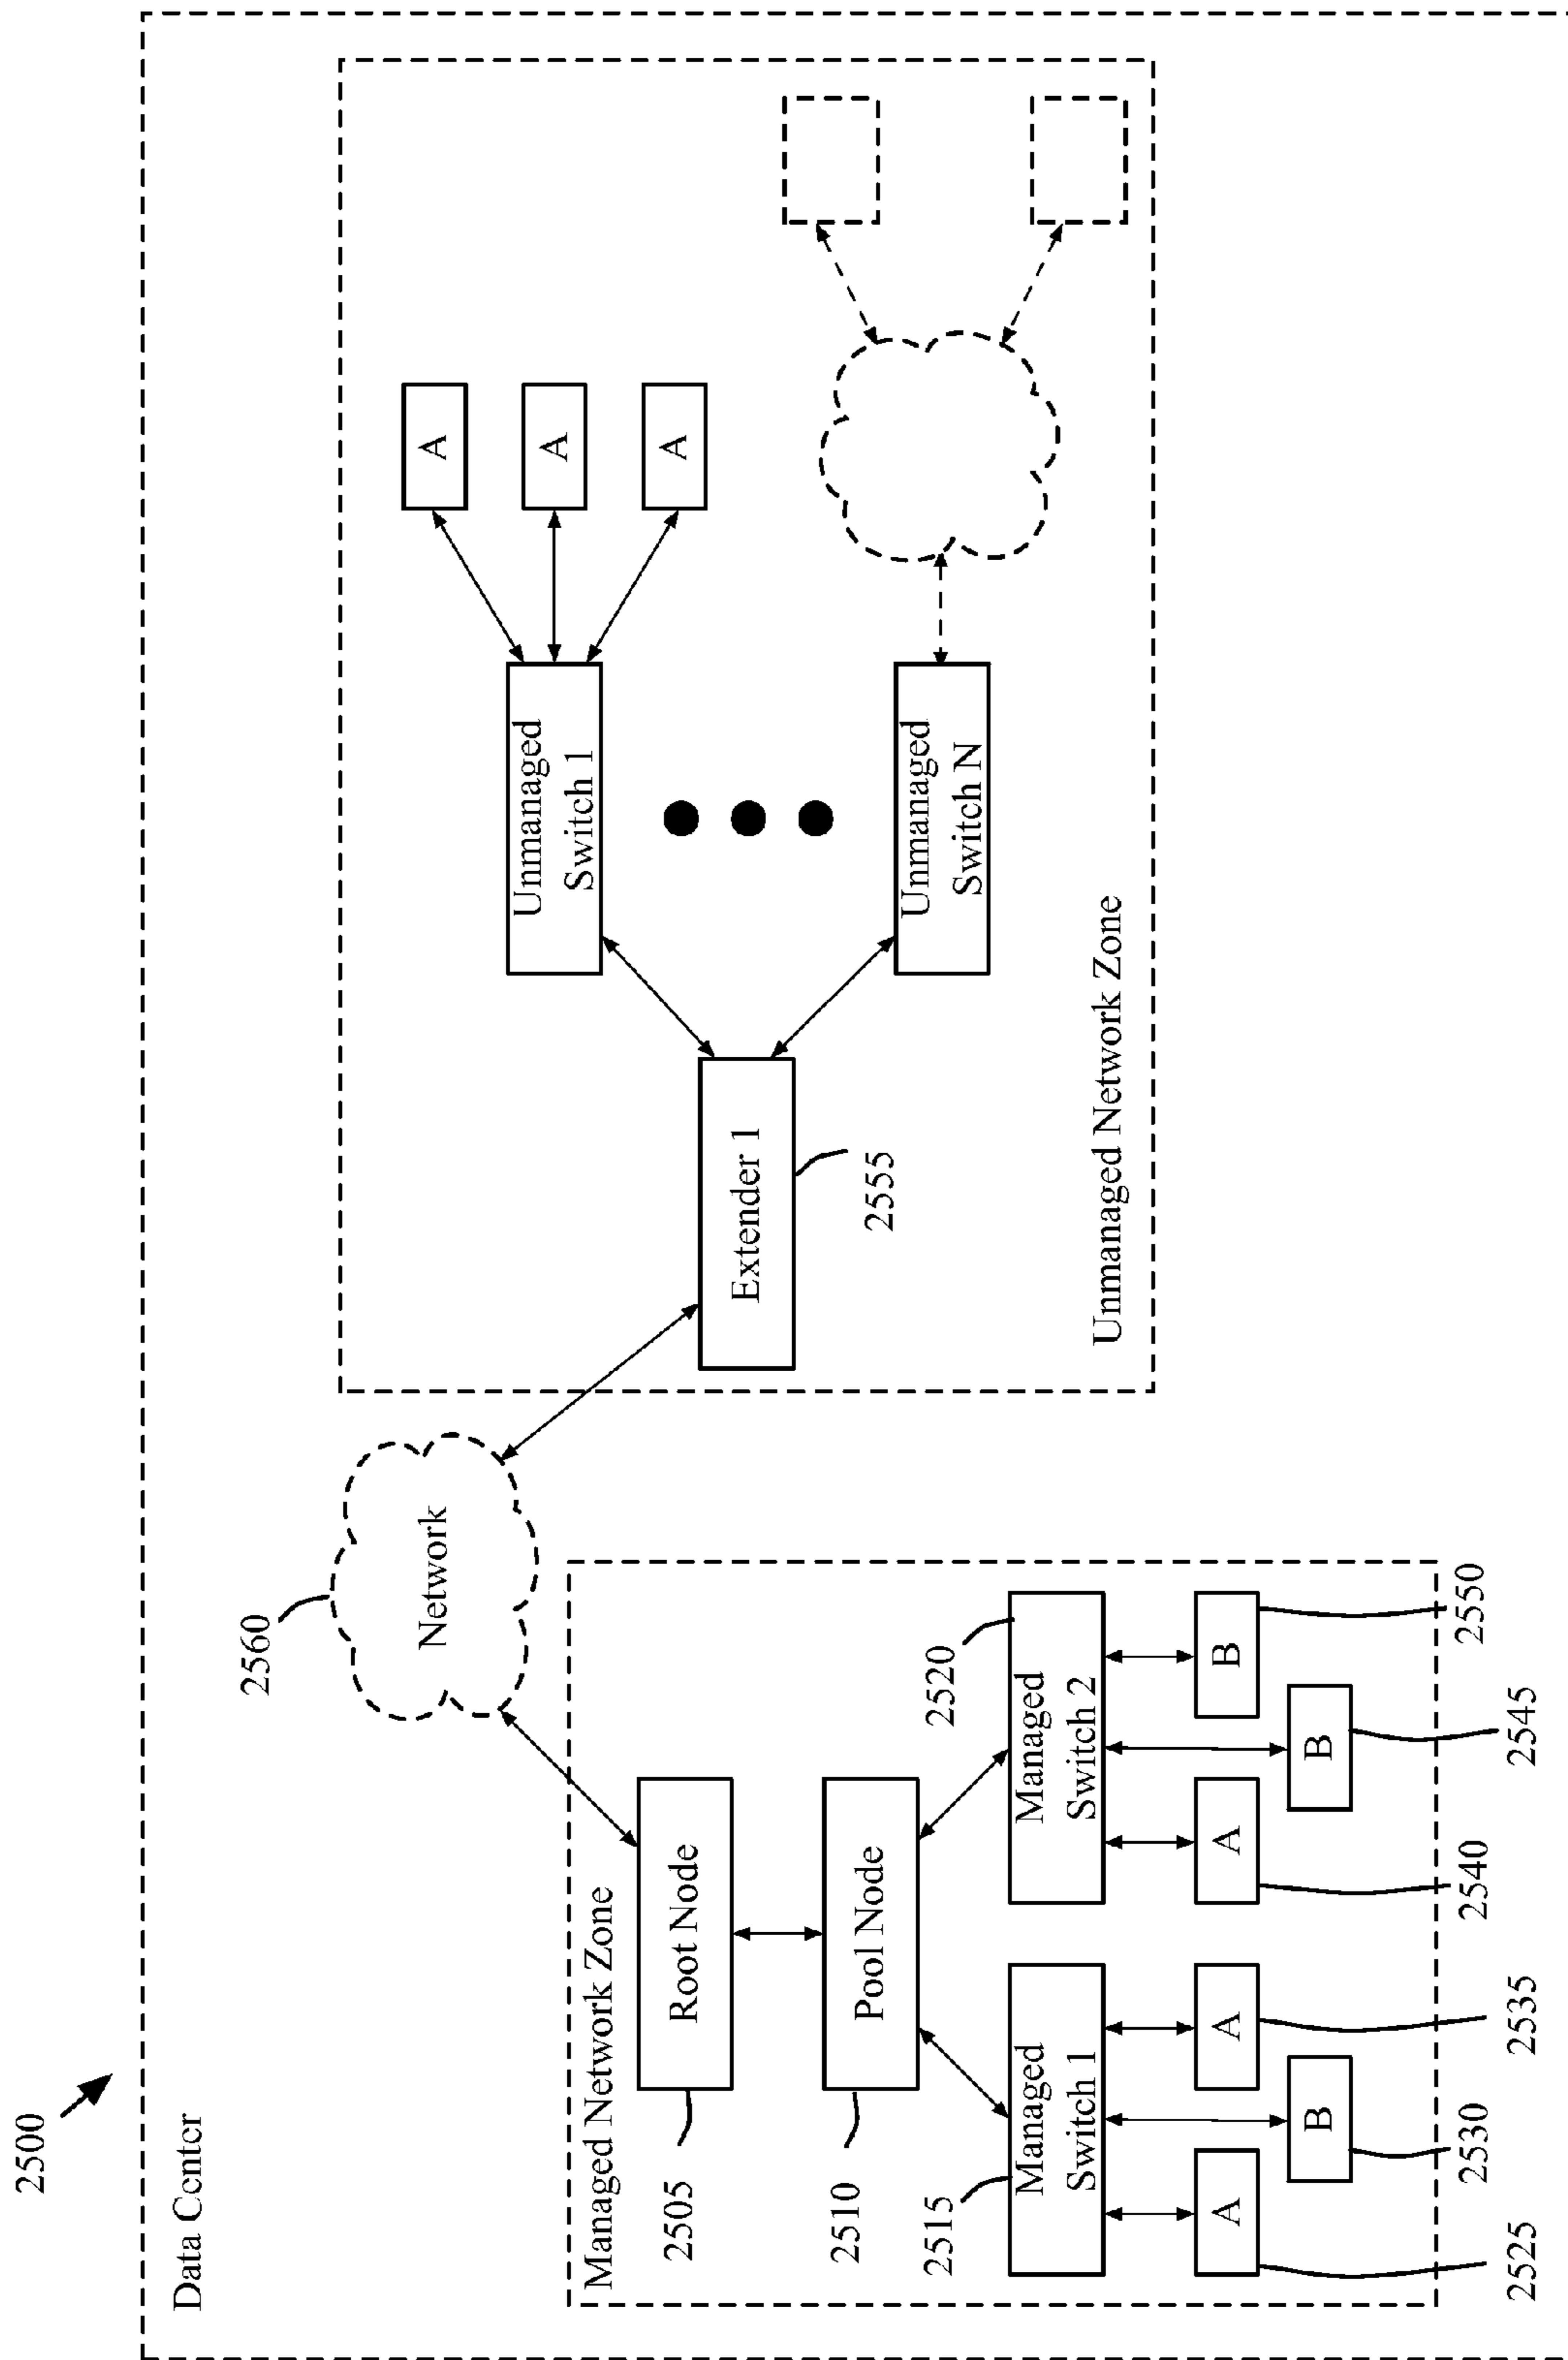 2500
Data Center
2560
Network
Managed Network Zone
2505
Root Node
2510
Pool Node
2515
Managed
Switch 1
2520
Managed
Switch 2
A
B
A
A
B
B
2525
2530
2535
2540
2545
2550
Extender 1
2555
Unmanaged
Switch 1
A
A
A
Unmanaged
Switch N
Unmanaged Network Zone